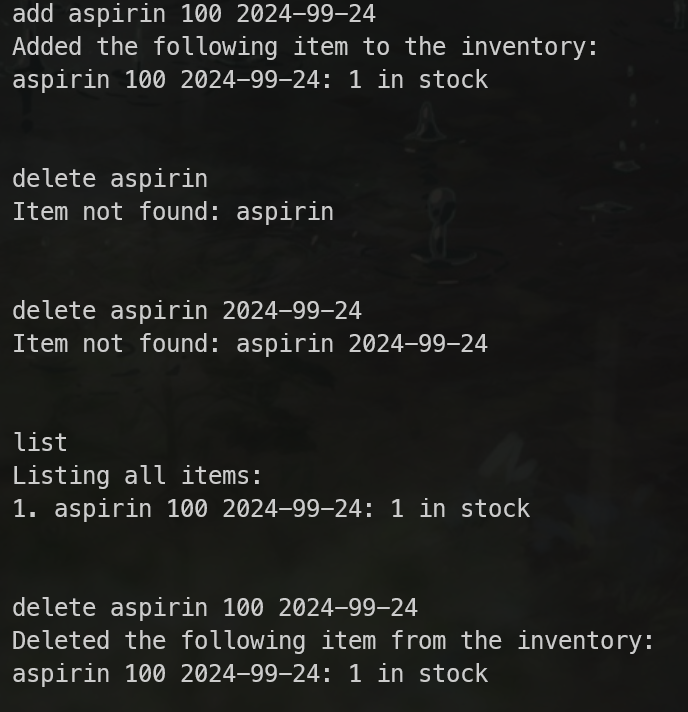 add aspirin 100 2024-99-24
Added the following item to the inventory:
aspirin 100 2024-99-24: 1 in stock
delete aspirin
Item not found: aspirin
delete aspirin 2024-99-24
Item not found: aspirin 2024-99-24
list
Listing all items:
1. aspirin 100 2024-99-24: 1 in stock
delete aspirin 100 2024-99-24
Deleted the following item from the inventory:
aspirin 100 2024-99-24: 1 in stock